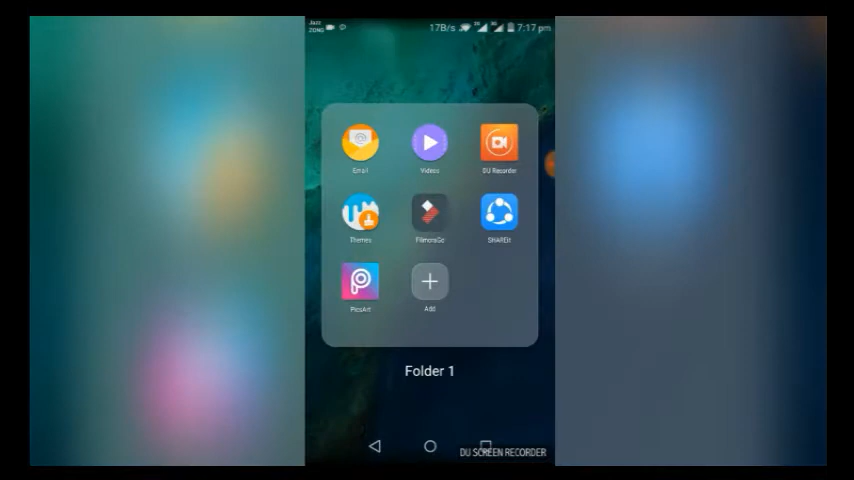 Jazz
ZONG
17B/s 7:17 pm
Email Videos DU Recorder
Themes FilmoraGo SHAREit
PicsArt Add
Folder 1
DU SCREEN RECORDER